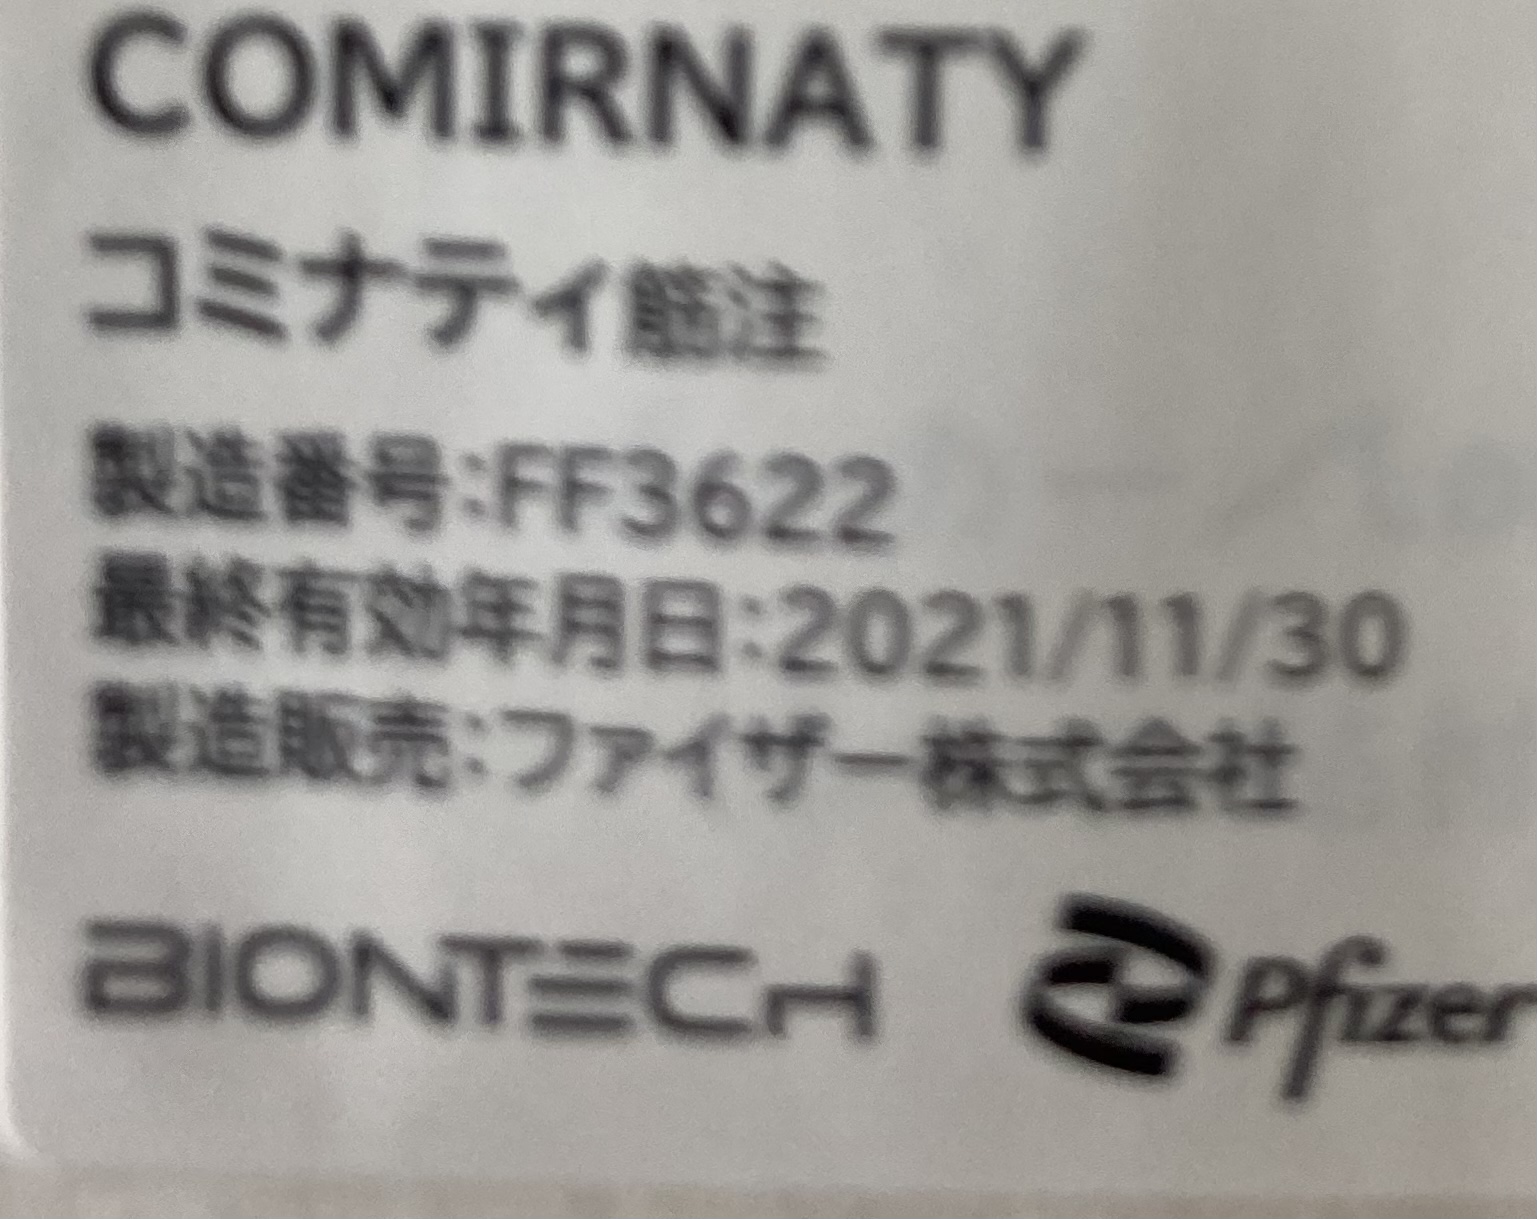 COMIRNATY
コミナティ筋注
製造番号:FF3622
最終有効年月日:2021/11/30
製造販売:ファイザー株式会社
BIONTECH Pfizer